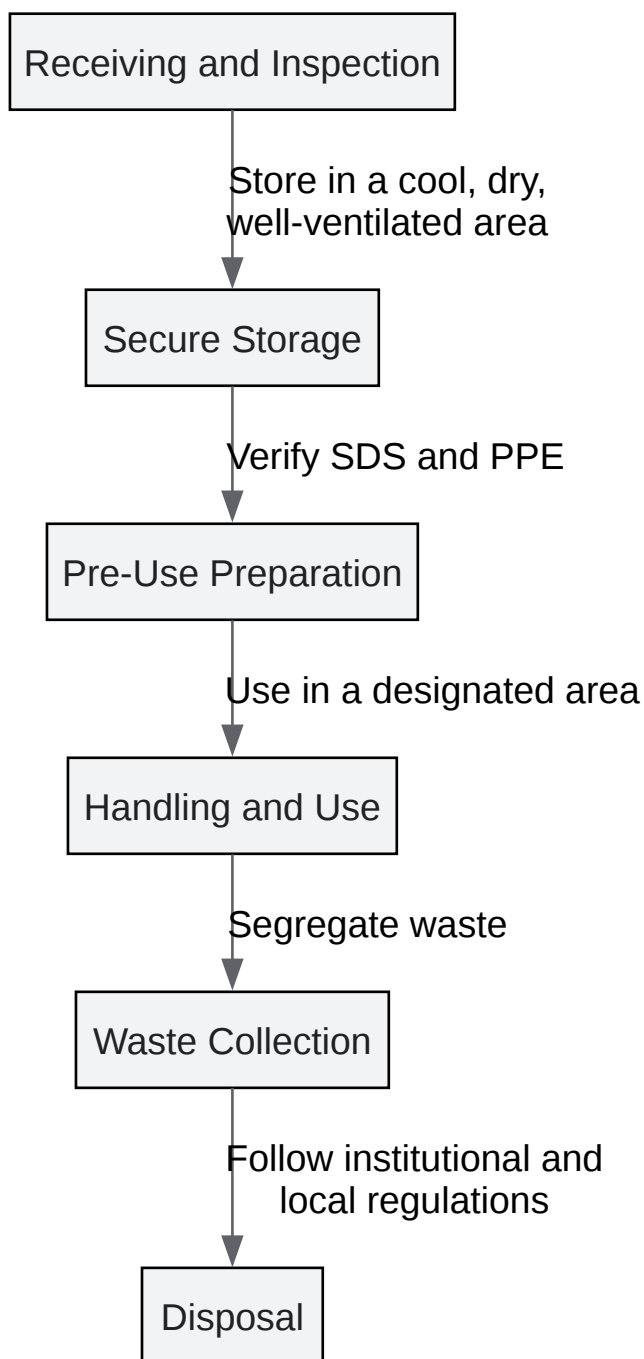 Receiving and Inspection
Store in a cool, dry,
well-ventilated area
Secure Storage
Verify SDS and PPE
Pre-Use Preparation
Use in a designated area
Handling and Use
Segregate waste
Waste Collection
Follow institutional and
local regulations
Disposal